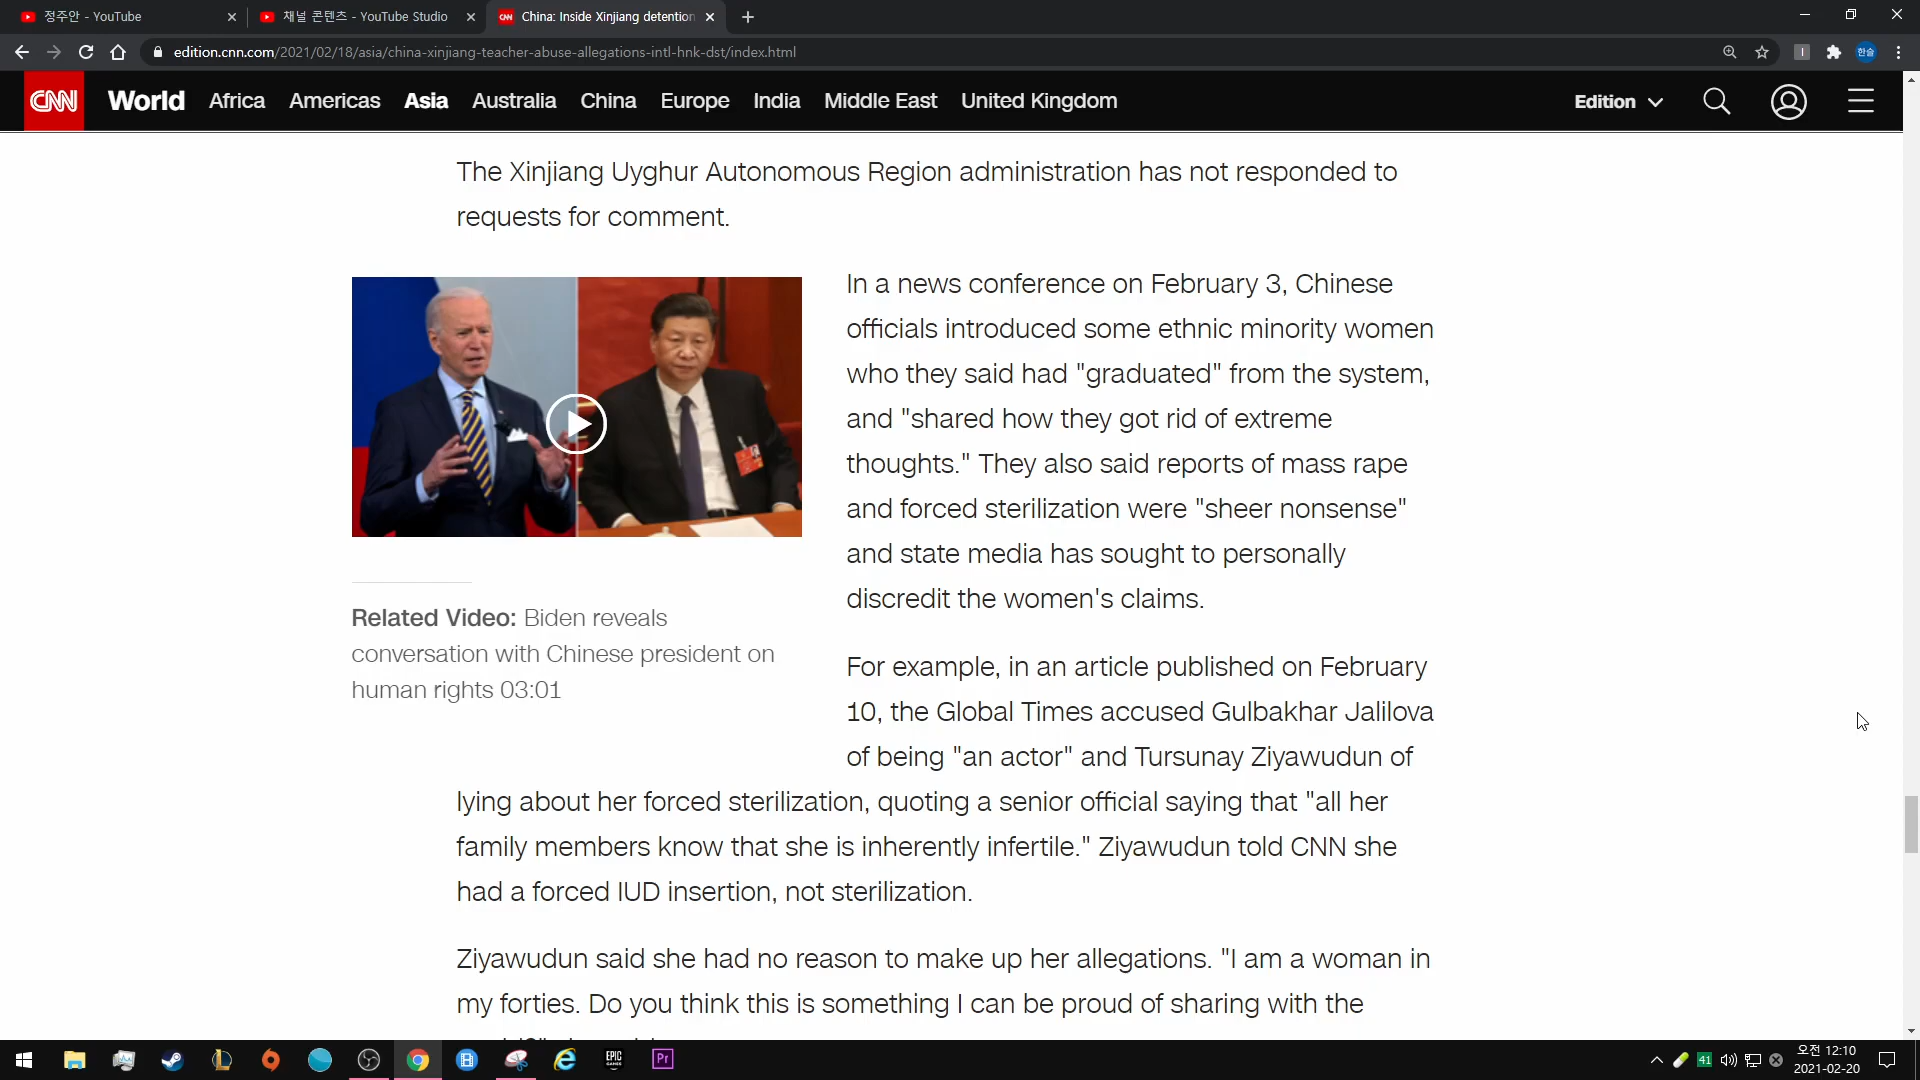 정주안 - YouTube
채널 콘텐츠 - YouTube Studio
CNN
China: Inside Xinjiang detention
edition.cnn.com/2021/02/18/asia/china-xinjiang-teacher-abuse-allegations-intl-hnk-dst/index.html
한슬
CNN World Africa Americas Asia Australia China Europe India Middle East United Kingdom Edition
The Xinjiang Uyghur Autonomous Region administration has not responded to
requests for comment.
In a news conference on February 3, Chinese
officials introduced some ethnic minority women
who they said had "graduated" from the system,
and "shared how they got rid of extreme
thoughts." They also said reports of mass rape
and forced sterilization were "sheer nonsense"
and state media has sought to personally
discredit the women's claims.
Related Video: Biden reveals
conversation with Chinese president on
human rights 03:01
For example, in an article published on February
10, the Global Times accused Gulbakhar Jalilova
of being "an actor" and Tursunay Ziyawudun of
lying about her forced sterilization, quoting a senior official saying that "all her
family members know that she is inherently infertile." Ziyawudun told CNN she
had a forced IUD insertion, not sterilization.
Ziyawudun said she had no reason to make up her allegations. "I am a woman in
my forties. Do you think this is something I can be proud of sharing with the
EPIC
GAMES
Pr
41
오전 12:10
2021-02-20